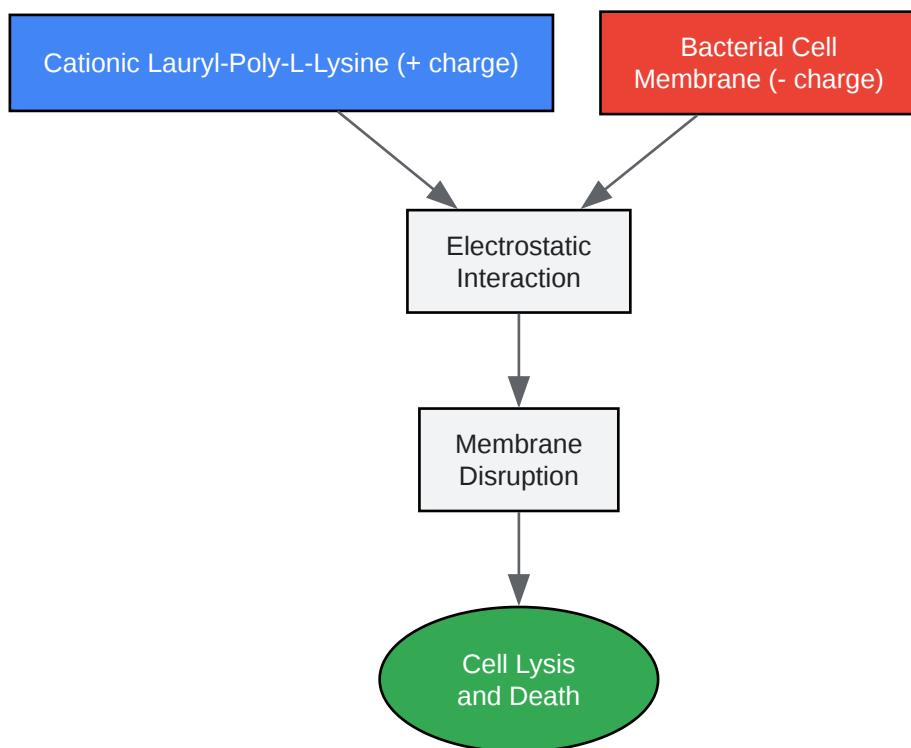 Cationic Lauryl-Poly-L-Lysine (+ charge)
Bacterial Cell
Membrane (- charge)
Electrostatic
Interaction
Membrane
Disruption
Cell Lysis
and Death